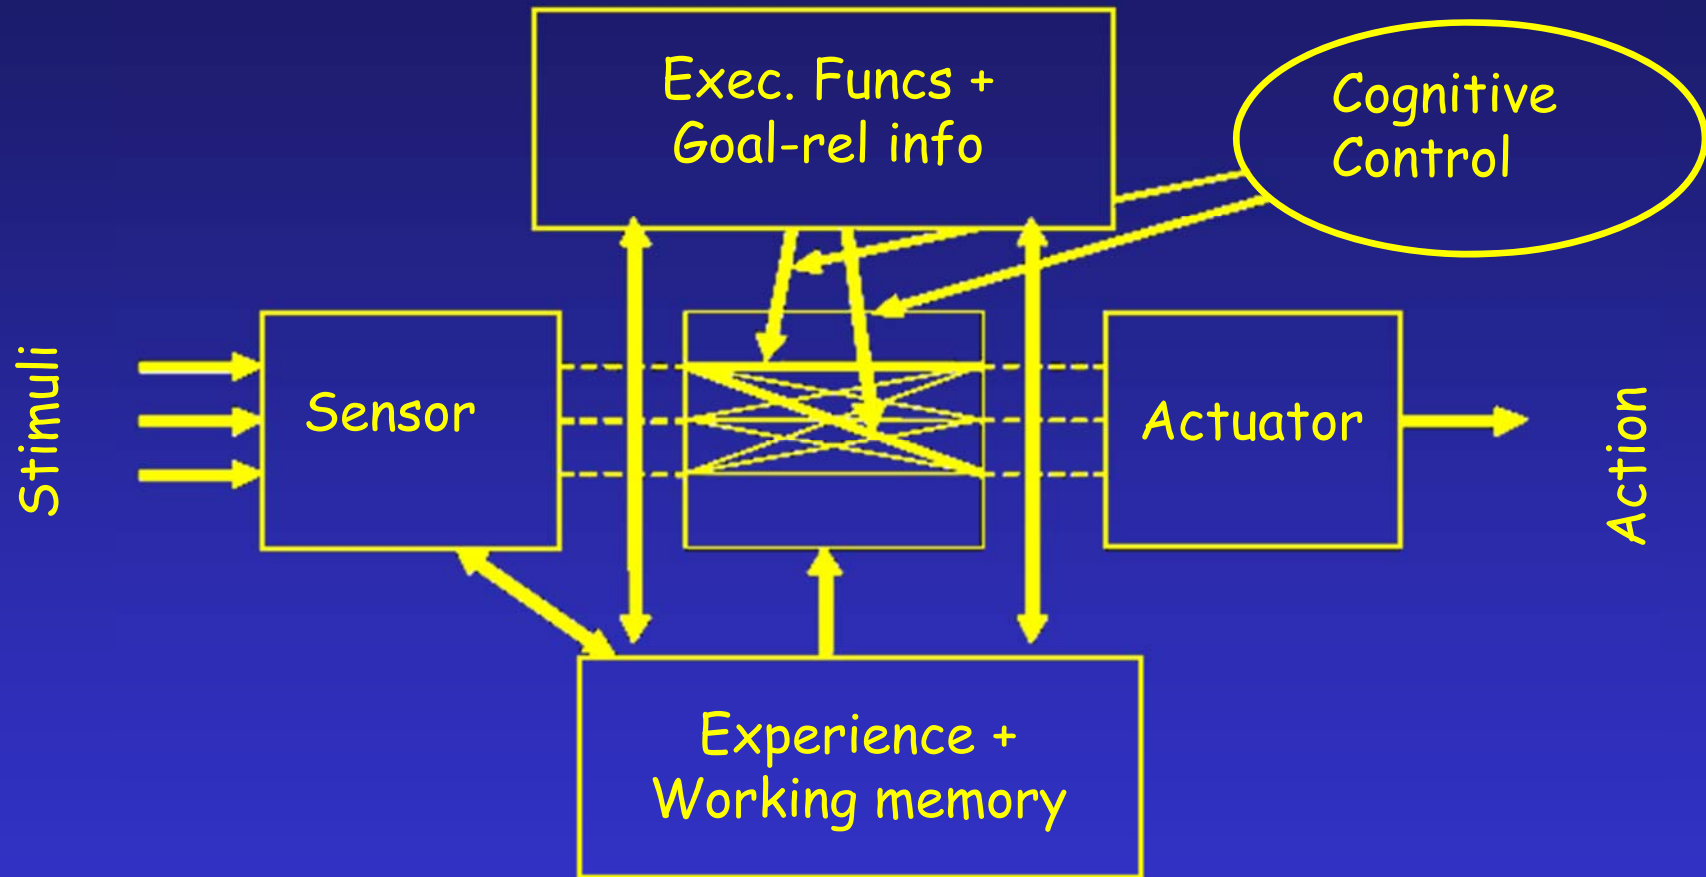 Exec. Funcs +
Goal-rel info
Cognitive
Control
Stimuli
Sensor
Actuator
Action
Experience +
Working memory